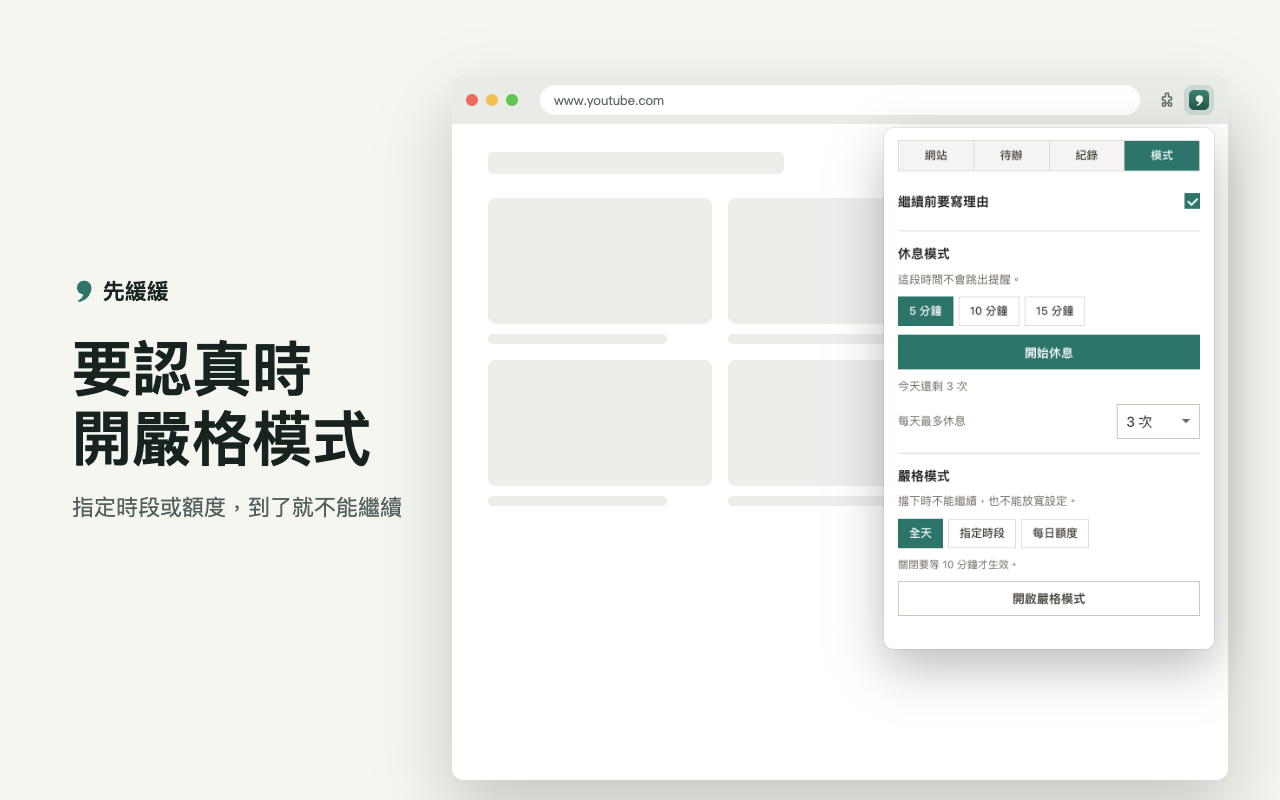 www.youtube.com
先緩緩
要認真時
開嚴格模式
指定時段或額度，到了就不能繼續
網站 待辦 紀錄 模式
繼續前要寫理由
休息模式
這段時間不會跳出提醒。
5 分鐘 10 分鐘 15 分鐘
開始休息
今天還剩 3 次
每天最多休息 3 次
嚴格模式
擋下時不能繼續，也不能放寬設定。
全天 指定時段 每日額度
關閉要等 10 分鐘才生效。
開啟嚴格模式